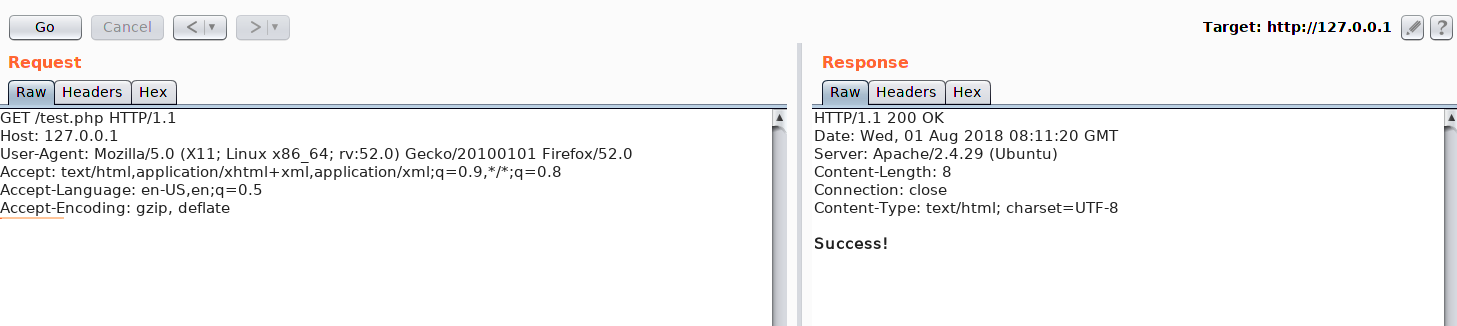 Go Cancel < > Target: http://127.0.0.1 ?
Request
Raw Headers Hex
GET /test.php HTTP/1.1
Host: 127.0.0.1
User-Agent: Mozilla/5.0 (X11; Linux x86_64; rv:52.0) Gecko/20100101 Firefox/52.0
Accept: text/html,application/xhtml+xml,application/xml;q=0.9,*/*;q=0.8
Accept-Language: en-US,en;q=0.5
Accept-Encoding: gzip, deflate
Response
Raw Headers Hex
HTTP/1.1 200 OK
Date: Wed, 01 Aug 2018 08:11:20 GMT
Server: Apache/2.4.29 (Ubuntu)
Content-Length: 8
Connection: close
Content-Type: text/html; charset=UTF-8
Success!